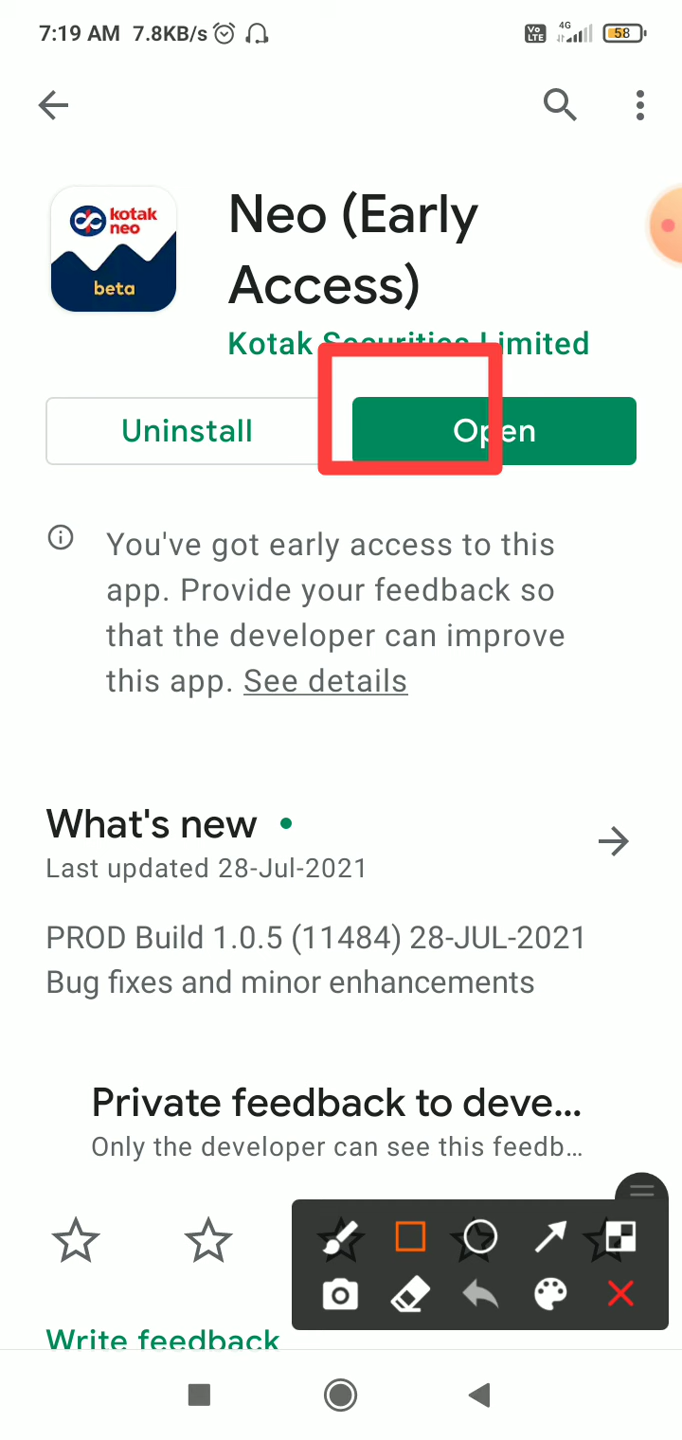 7:19 AM 7.8KB/s Vo LTE 4G 58
kotak
neo
beta
Neo (Early
Access)
Kotak Securities Limited
Uninstall
Open
You've got early access to this
app. Provide your feedback so
that the developer can improve
this app. See details
What's new
Last updated 28-Jul-2021
PROD Build 1.0.5 (11484) 28-JUL-2021
Bug fixes and minor enhancements
Private feedback to deve...
Only the developer can see this feedb...
Write feedback